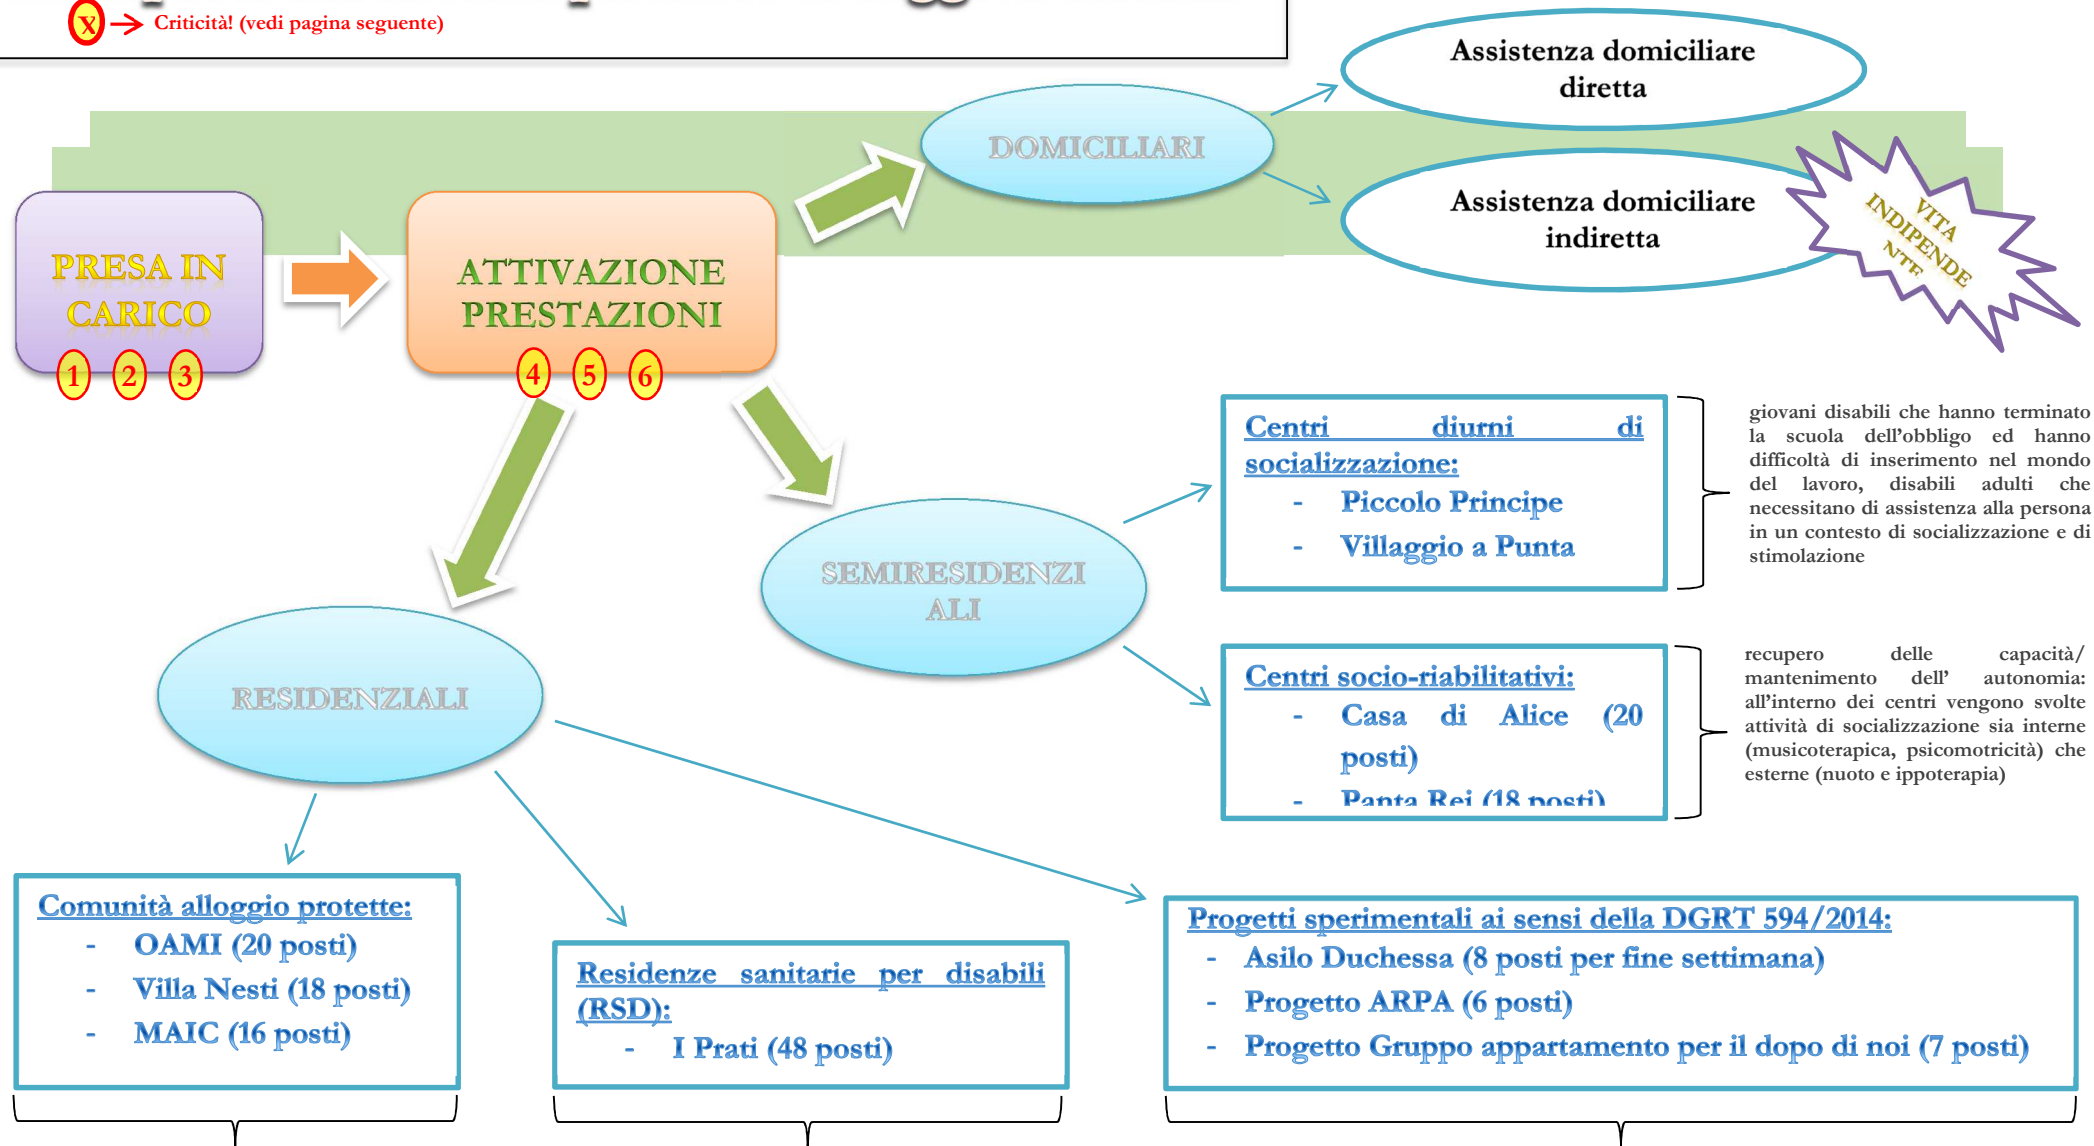 X Criticità! (vedi pagina seguente)
Assistenza domiciliare
diretta
DOMICILIARI
Assistenza domiciliare
indiretta
VITA
INDIPENDE
NTE
PRESA IN
CARICO
1 2 3
ATTIVAZIONE
PRESTAZIONI
4 5 6
Centri diurni di
socializzazione:
- Piccolo Principe
- Villaggio a Punta
giovani disabili che hanno terminato
la scuola dell'obbligo ed hanno
difficoltà di inserimento nel mondo
del lavoro, disabili adulti che
necessitano di assistenza alla persona
in un contesto di socializzazione e di
stimolazione
SEMIRESIDENZI
ALI
Centri socio-riabilitativi:
- Casa di Alice (20
posti)
- Panta Rei (18 posti)
recupero delle capacità/
mantenimento dell' autonomia:
all'interno dei centri vengono svolte
attività di socializzazione sia interne
(musicoterapica, psicomotricità) che
esterne (nuoto e ippoterapia)
RESIDENZIALI
Comunità alloggio protette:
- OAMI (20 posti)
- Villa Nesti (18 posti)
- MAIC (16 posti)
Residenze sanitarie per disabili
(RSD):
- I Prati (48 posti)
Progetti sperimentali ai sensi della DGRT 594/2014:
- Asilo Duchessa (8 posti per fine settimana)
- Progetto ARPA (6 posti)
- Progetto Gruppo appartamento per il dopo di noi (7 posti)